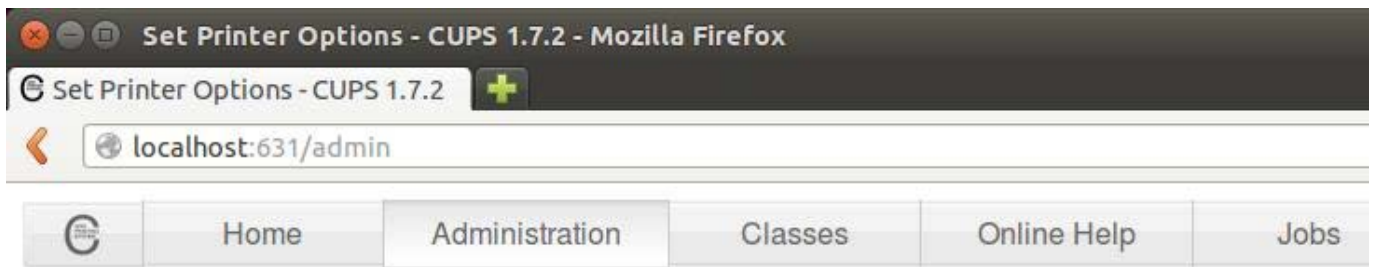 Set Printer Options - CUPS 1.7.2 - Mozilla Firefox
Set Printer Options - CUPS 1.7.2
localhost:631/admin
Home Administration Classes Online Help Jobs